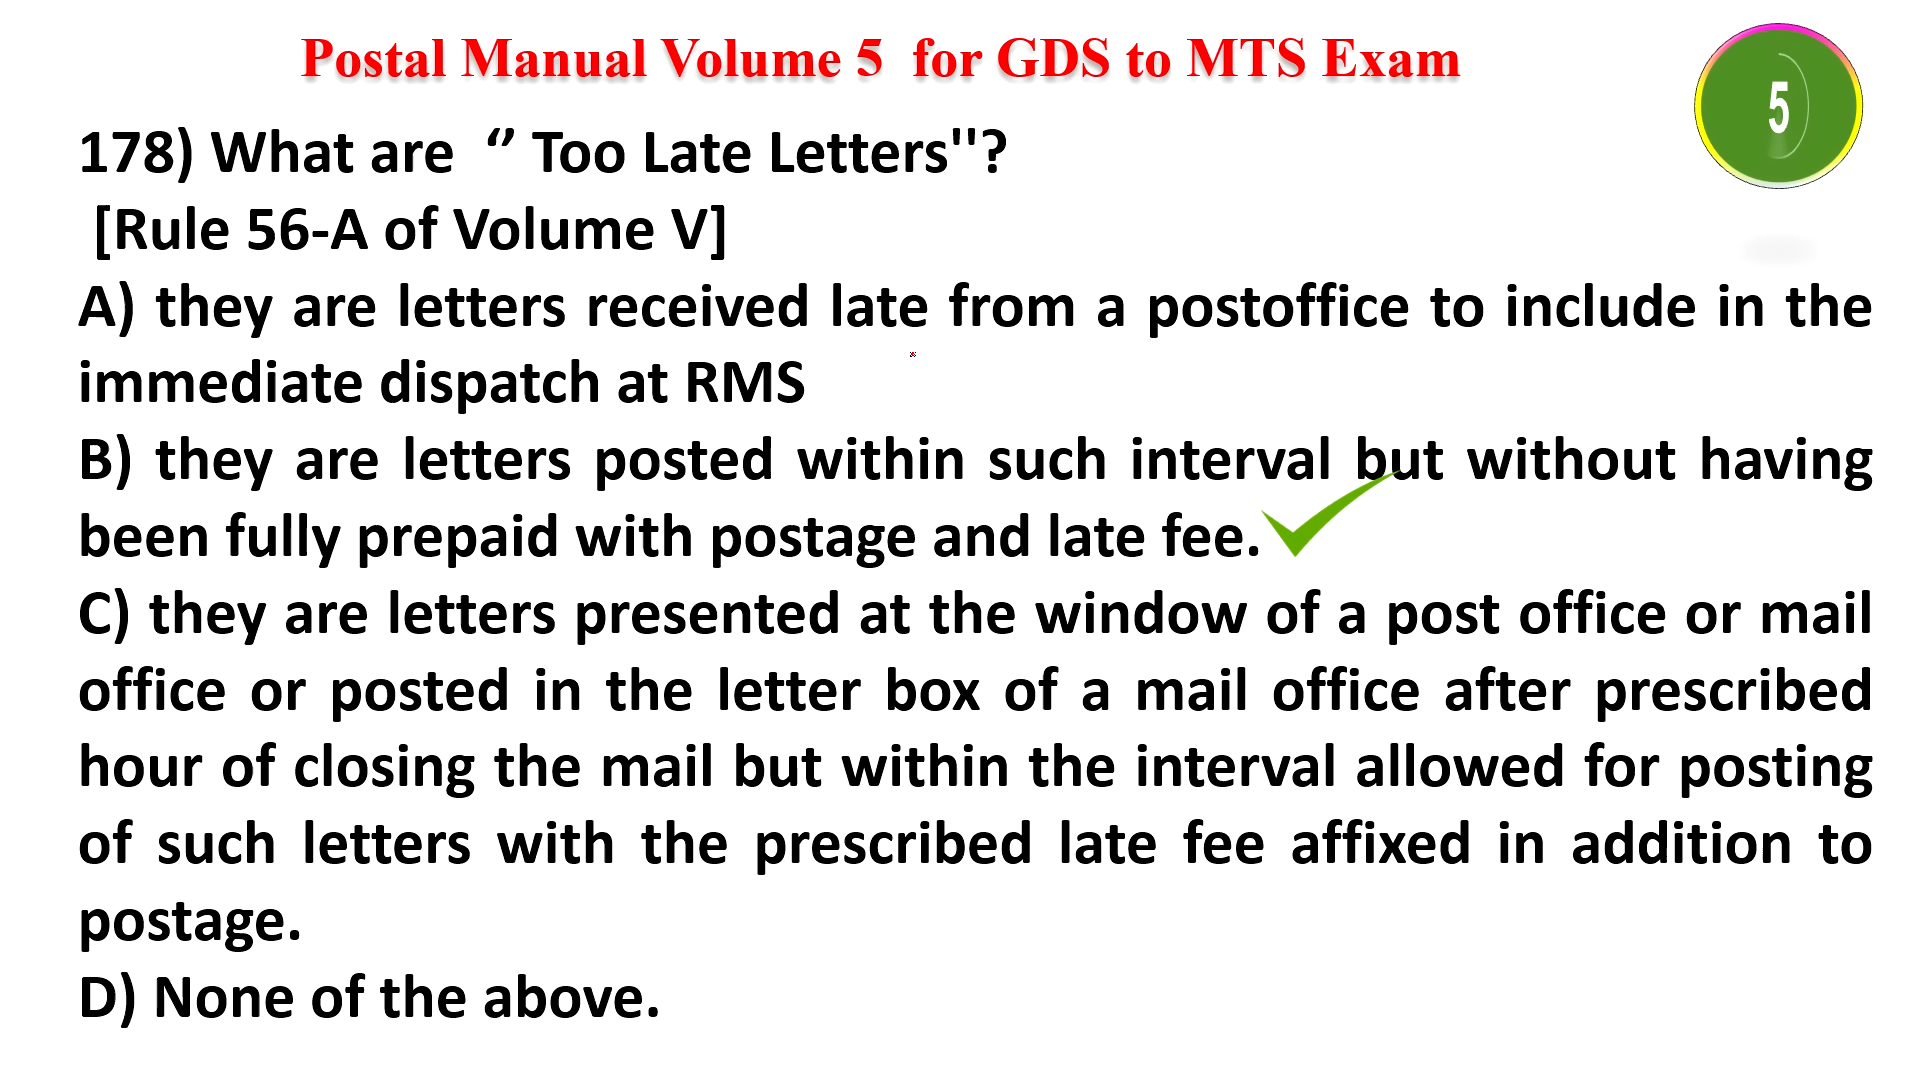 Postal Manual Volume 5  for GDS to MTS Exam
5
178) What are  ‘’ Too Late Letters''?
[Rule 56-A of Volume V]
A) they are letters received late from a postoffice to include in the
immediate dispatch at RMS
B) they are letters posted within such interval but without having
been fully prepaid with postage and late fee.
C) they are letters presented at the window of a post office or mail
office or posted in the letter box of a mail office after prescribed
hour of closing the mail but within the interval allowed for posting
of such letters with the prescribed late fee affixed in addition to
postage.
D) None of the above.